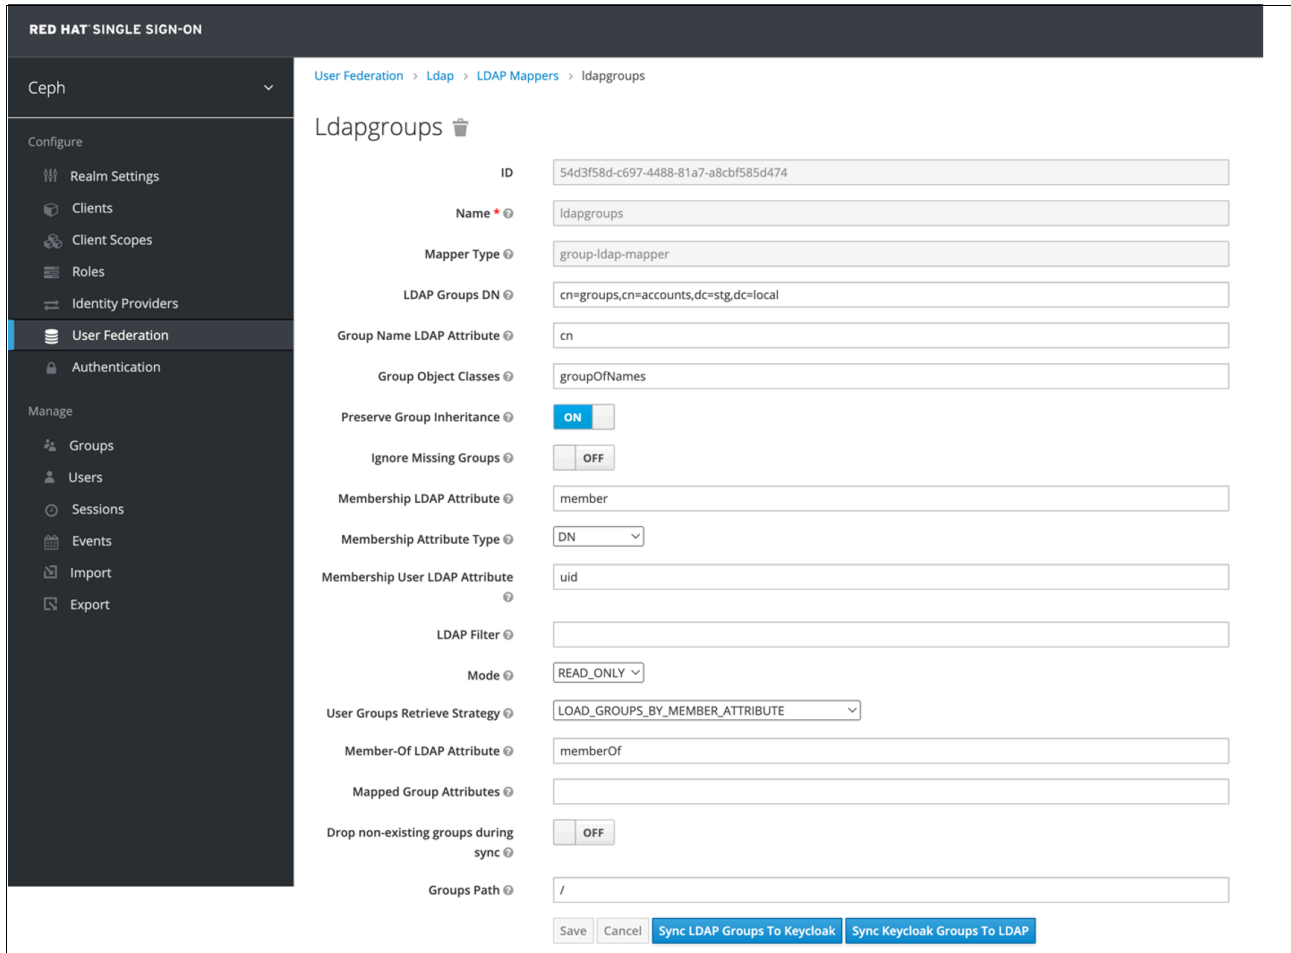 RED HAT SINGLE SIGN-ON
Ceph
Configure
Realm Settings
Clients
Client Scopes
Roles
Identity Providers
User Federation
Authentication
Manage
Groups
Users
Sessions
Events
Import
Export
User Federation > Ldap > LDAP Mappers > ldapgroups
Ldapgroups
ID 54d3f58d-c697-4488-81a7-a8cbf585d474
Name * ldapgroups
Mapper Type group-ldap-mapper
LDAP Groups DN cn=groups,cn=accounts,dc=stg,dc=local
Group Name LDAP Attribute cn
Group Object Classes groupOfNames
Preserve Group Inheritance ON
Ignore Missing Groups OFF
Membership LDAP Attribute member
Membership Attribute Type DN
Membership User LDAP Attribute uid
LDAP Filter
Mode READ_ONLY
User Groups Retrieve Strategy LOAD_GROUPS_BY_MEMBER_ATTRIBUTE
Member-Of LDAP Attribute memberOf
Mapped Group Attributes
Drop non-existing groups during
sync OFF
Groups Path /
Save Cancel Sync LDAP Groups To Keycloak Sync Keycloak Groups To LDAP